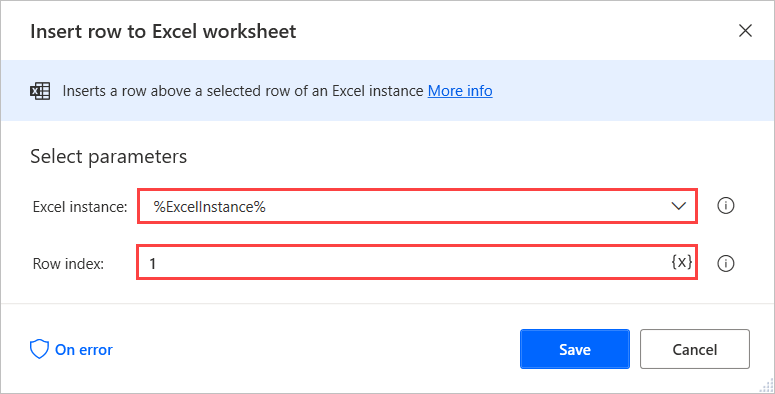 Insert row to Excel worksheet
Inserts a row above a selected row of an Excel instance More info
Select parameters
Excel instance: %ExcelInstance%
Row index: 1 {x}
On error Save Cancel